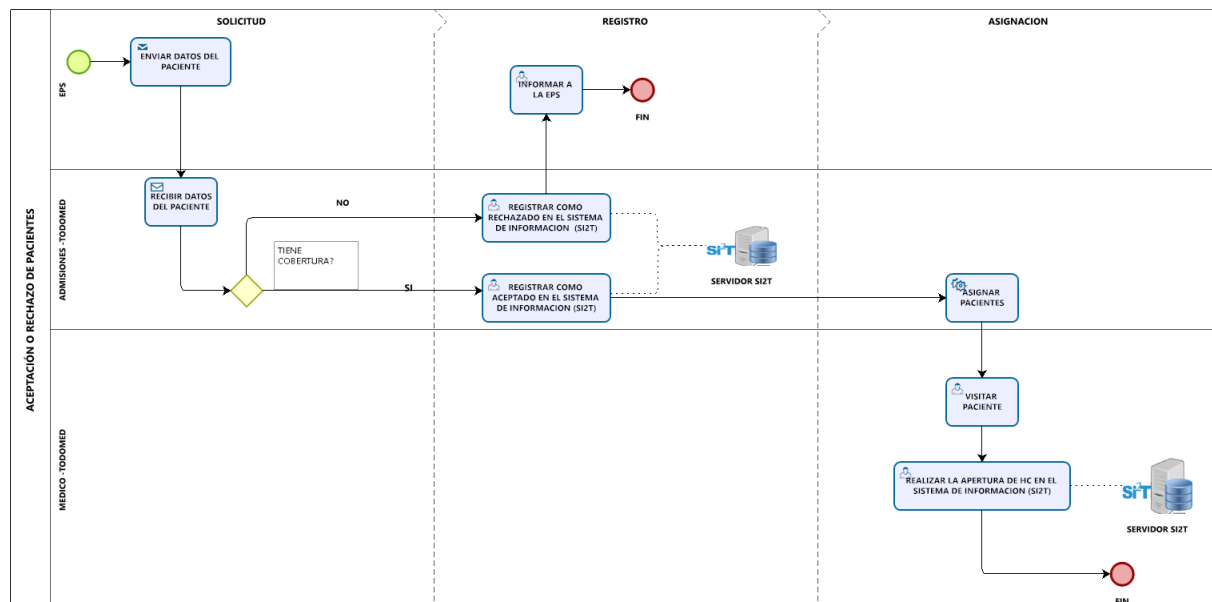 SOLICITUD
REGISTRO
ASIGNACION
ACEPTACIÓN O RECHAZO DE PACIENTES
EPS
ENVIAR DATOS DEL
PACIENTE
INFORMAR A
LA EPS
FIN
ADMISIONES -TODOMED
RECIBIR DATOS
DEL PACIENTE
NO
REGISTRAR COMO
RECHAZADO EN EL SISTEMA
DE INFORMACION (SI2T)
TIENE
COBERTURA?
SI
REGISTRAR COMO
ACEPTADO EN EL SISTEMA
DE INFORMACION (SI2T)
Si2T
SERVIDOR SI2T
ASIGNAR
PACIENTES
MEDICO -TODOMED
VISITAR
PACIENTE
REALIZAR LA APERTURA DE HC EN EL
SISTEMA DE INFORMACION (SI2T)
Si2T
SERVIDOR SI2T
FIN